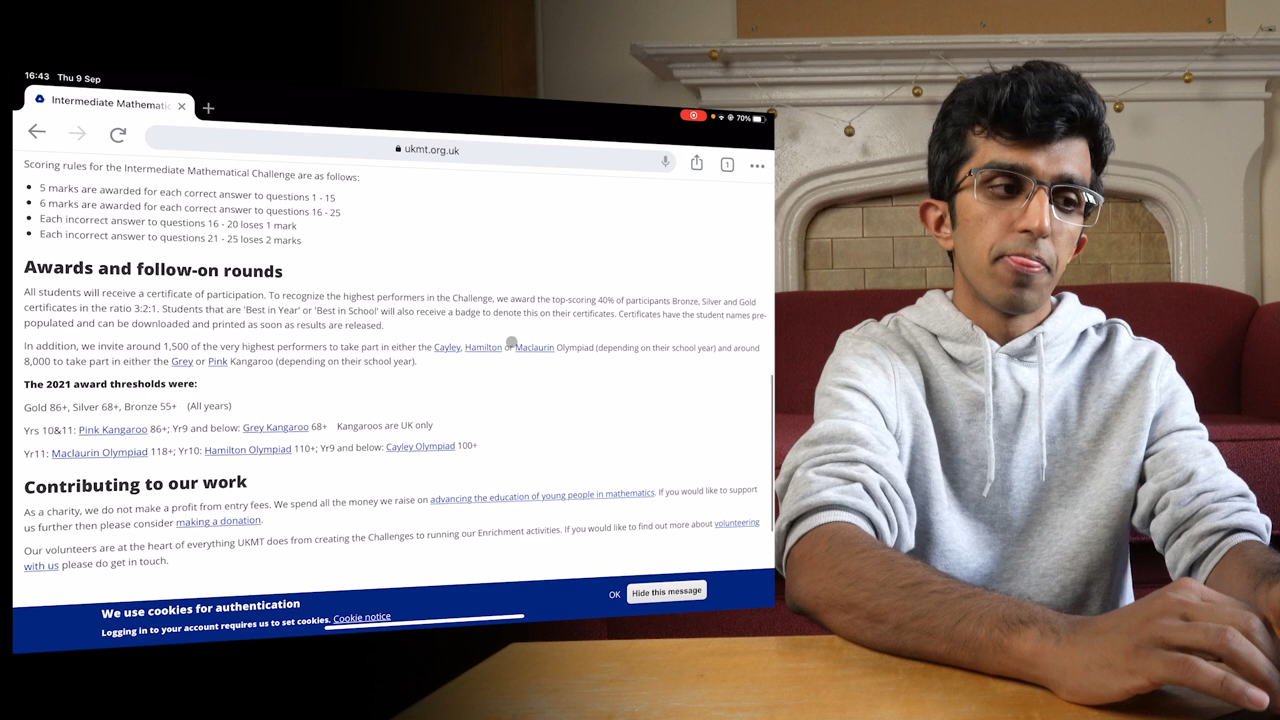 16:43 Thu 9 Sep
70%
Intermediate Mathematic
ukmt.org.uk
1
Scoring rules for the Intermediate Mathematical Challenge are as follows:
5 marks are awarded for each correct answer to questions 1 - 15
6 marks are awarded for each correct answer to questions 16 - 25
Each incorrect answer to questions 16 - 20 loses 1 mark
Each incorrect answer to questions 21 - 25 loses 2 marks
Awards and follow-on rounds
All students will receive a certificate of participation. To recognize the highest performers in the Challenge, we award the top-scoring 40% of participants Bronze, Silver and Gold
certificates in the ratio 3:2:1. Students that are 'Best in Year' or 'Best in School' will also receive a badge to denote this on their certificates. Certificates have the student names pre-
populated and can be downloaded and printed as soon as results are released.
In addition, we invite around 1,500 of the very highest performers to take part in either the Cayley, Hamilton or Maclaurin Olympiad (depending on their school year) and around
8,000 to take part in either the Grey or Pink Kangaroo (depending on their school year).
The 2021 award thresholds were:
Gold 86+, Silver 68+, Bronze 55+ (All years)
Yrs 10&11: Pink Kangaroo 86+; Yr9 and below: Grey Kangaroo 68+ Kangaroos are UK only
Yr11: Maclaurin Olympiad 118+; Yr10: Hamilton Olympiad 110+; Yr9 and below: Cayley Olympiad 100+
Contributing to our work
As a charity, we do not make a profit from entry fees. We spend all the money we raise on advancing the education of young people in mathematics. If you would like to support
us further then please consider making a donation.
Our volunteers are at the heart of everything UKMT does from creating the Challenges to running our Enrichment activities. If you would like to find out more about volunteering
with us please do get in touch.
We use cookies for authentication
Logging in to your account requires us to set cookies. Cookie notice
OK Hide this message